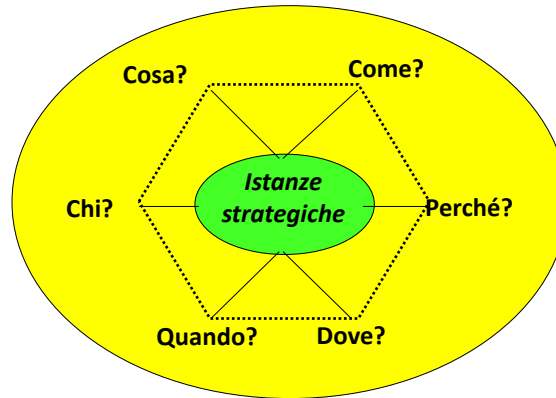 Cosa?
Come?
Istanze
strategiche
Chi?
Perché?
Quando?
Dove?